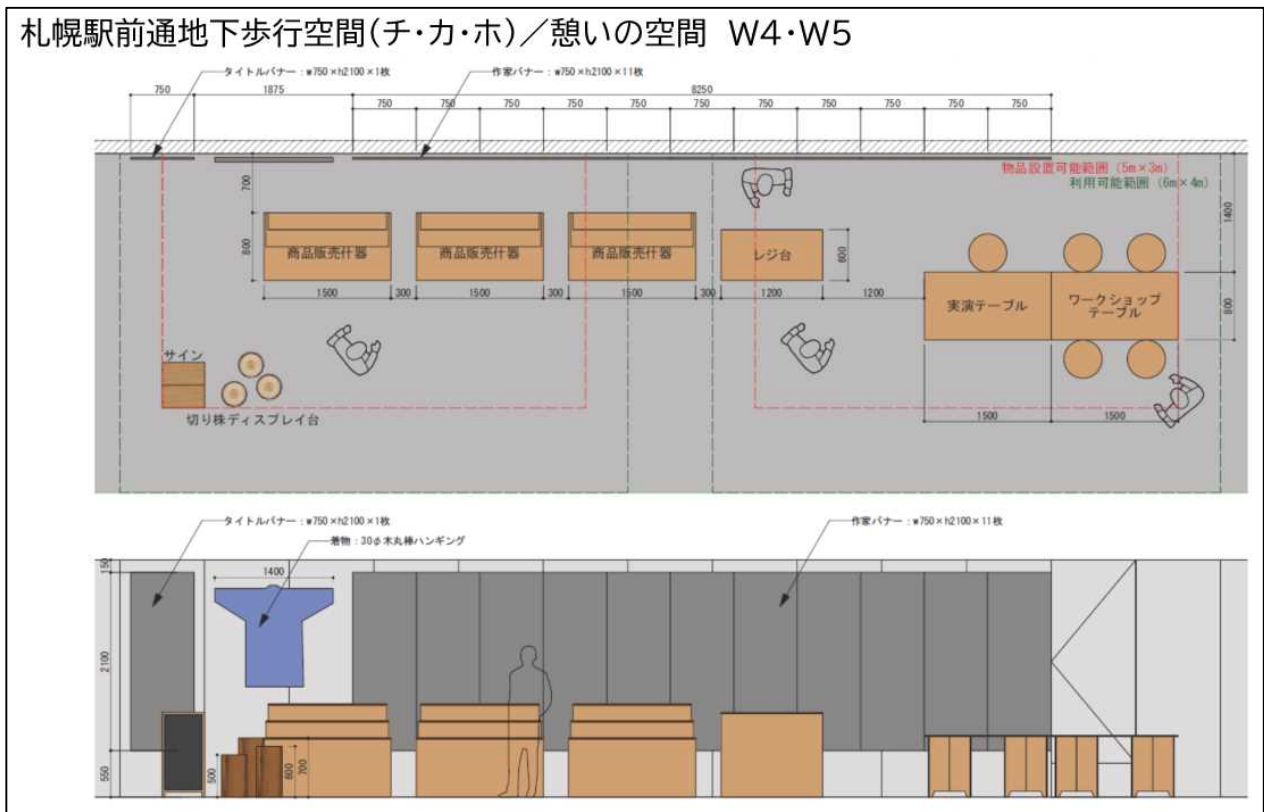 札幌駅前通地下歩行空間(チ・カ・ホ)／憩いの空間 W4・W5
タイトルバナー：w750×h2100×1枚
作家バナー：w750×h2100×11枚
750
1875
8250
750 750 750 750 750 750 750 750 750 750 750
物品設置可能範囲（5m×3m）
利用可能範囲（6m×4m）
700
1400
商品販売什器
商品販売什器
商品販売什器
レジ台
800
600
実演テーブル
ワークショップ
テーブル
800
1500 300 1500 300 1500 300 1200 1200
サイン
切り株ディスプレイ台
1500
1500
タイトルバナー：w750×h2100×1枚
着物：30φ木丸棒ハンギング
作家バナー：w750×h2100×11枚
150
1400
2100
550
500
600
700